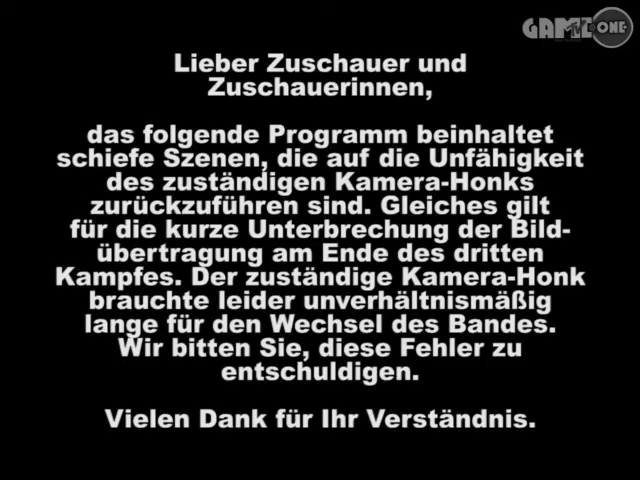 GAME ONE
Lieber Zuschauer und
Zuschauerinnen,
das folgende Programm beinhaltet
schiefe Szenen, die auf die Unfähigkeit
des zuständigen Kamera-Honks
zurückzuführen sind. Gleiches gilt
für die kurze Unterbrechung der Bild-
übertragung am Ende des dritten
Kampfes. Der zuständige Kamera-Honk
brauchte leider unverhältnismäßig
lange für den Wechsel des Bandes.
Wir bitten Sie, diese Fehler zu
entschuldigen.
Vielen Dank für Ihr Verständnis.